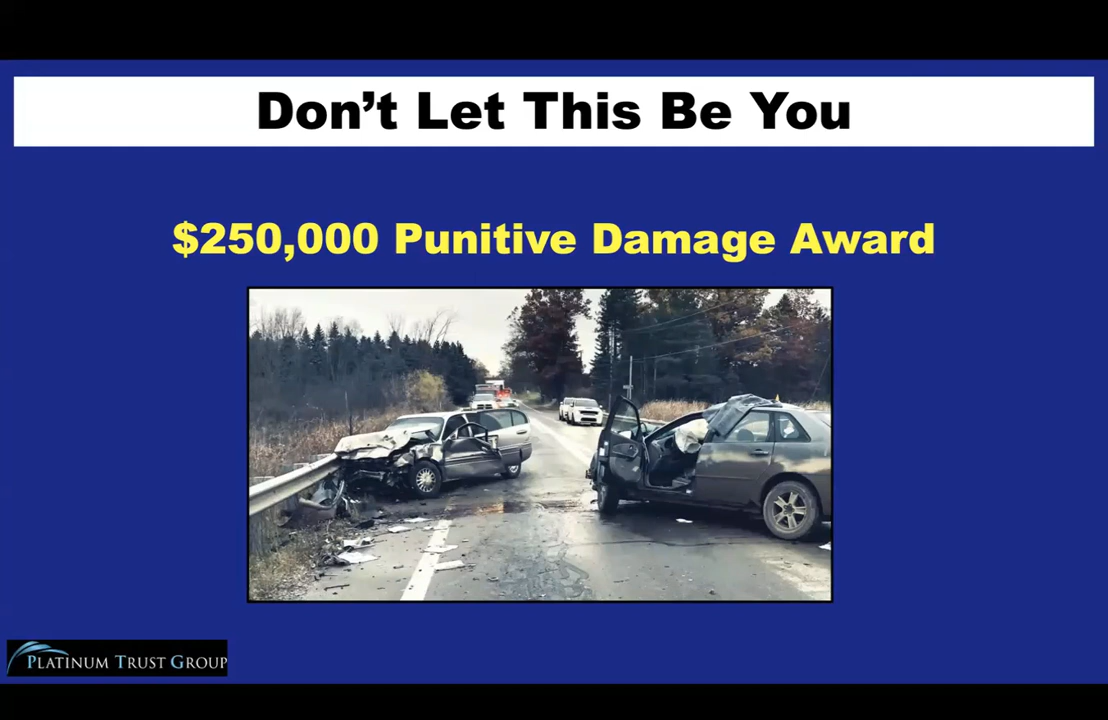 Don't Let This Be You
$250,000 Punitive Damage Award
PLATINUM TRUST GROUP